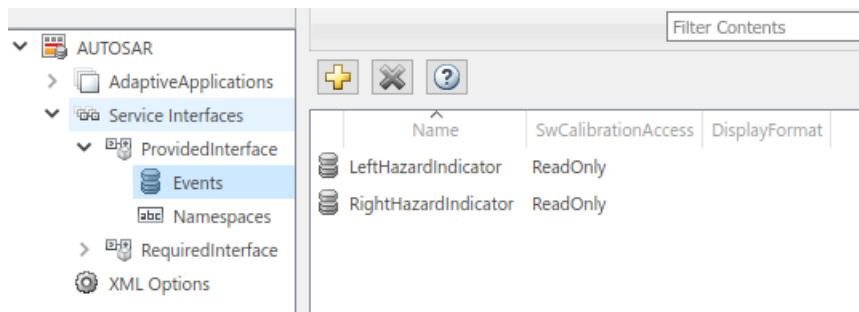 Filter Contents
AUTOSAR
AdaptiveApplications
Service Interfaces
ProvidedInterface
Events
abc Namespaces
RequiredInterface
XML Options
Name SwCalibrationAccess DisplayFormat
LeftHazardIndicator ReadOnly
RightHazardIndicator ReadOnly